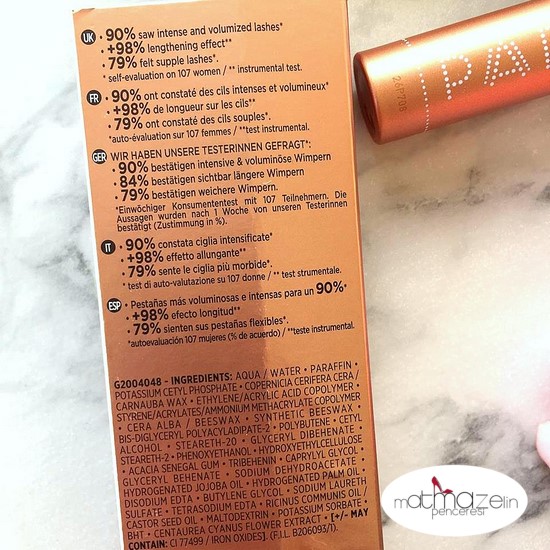 UK • 90% saw intense and volumized lashes*
• +98% lengthening effect**
• 79% felt supple lashes*
* self-evaluation on 107 women / ** instrumental test.
FR • 90% ont constaté des cils intenses et volumineux*
• +98% de longueur sur les cils**
• 79% ont constaté des cils souples*.
*auto-évaluation sur 107 femmes / **test instrumental.
GER WIR HABEN UNSERE TESTERINNEN GEFRAGT*:
• 90% bestätigen intensive & voluminöse Wimpern
• 84% bestätigen sichtbar längere Wimpern
• 79% bestätigen weichere Wimpern.
*Einwöchiger Konsumententest mit 107 Teilnehmern. Die
Aussagen wurden nach 1 Woche von unseren Testerinnen
bestätigt (Zustimmung in %).
IT • 90% constata ciglia intensificate*
• +98% effetto allungante**
• 79% sente le ciglia più morbide*.
* test di auto-valutazione su 107 donne / ** test strumentale.
ESP • Pestañas más voluminosas e intensas para un 90%*
• +98% efecto longitud**
• 79% sienten sus pestañas flexibles*.
*autoevaluación 107 mujeres (% de acuerdo) / **teste instrumental.
G2004048 - INGREDIENTS: AQUA / WATER • PARAFFIN •
POTASSIUM CETYL PHOSPHATE • COPERNICIA CERIFERA CERA /
CARNAUBA WAX • ETHYLENE/ACRYLIC ACID COPOLYMER •
STYRENE/ACRYLATES/AMMONIUM METHACRYLATE COPOLYMER
• CERA ALBA / BEESWAX • SYNTHETIC BEESWAX •
BIS-DIGLYCERYL POLYACYLADIPATE-2 • POLYBUTENE • CETYL
ALCOHOL • STEARETH-20 • GLYCERYL DIBEHENATE •
STEARETH-2 • PHENOXYETHANOL • HYDROXYETHYLCELLULOSE
• ACACIA SENEGAL GUM • TRIBEHENIN • CAPRYLYL GLYCOL •
GLYCERYL BEHENATE • SODIUM DEHYDROACETATE •
HYDROGENATED JOJOBA OIL • HYDROGENATED PALM OIL •
DISODIUM EDTA • BUTYLENE GLYCOL • SODIUM LAURETH
SULFATE • TETRASODIUM EDTA • RICINUS COMMUNIS OIL /
CASTOR SEED OIL • MALTODEXTRIN • POTASSIUM SORBATE •
BHT • CENTAUREA CYANUS FLOWER EXTRACT • [+/- MAY
CONTAIN: CI 77499 / IRON OXIDES]. (F.I.L. B206093/1).
PA
matmazelin
penceresi